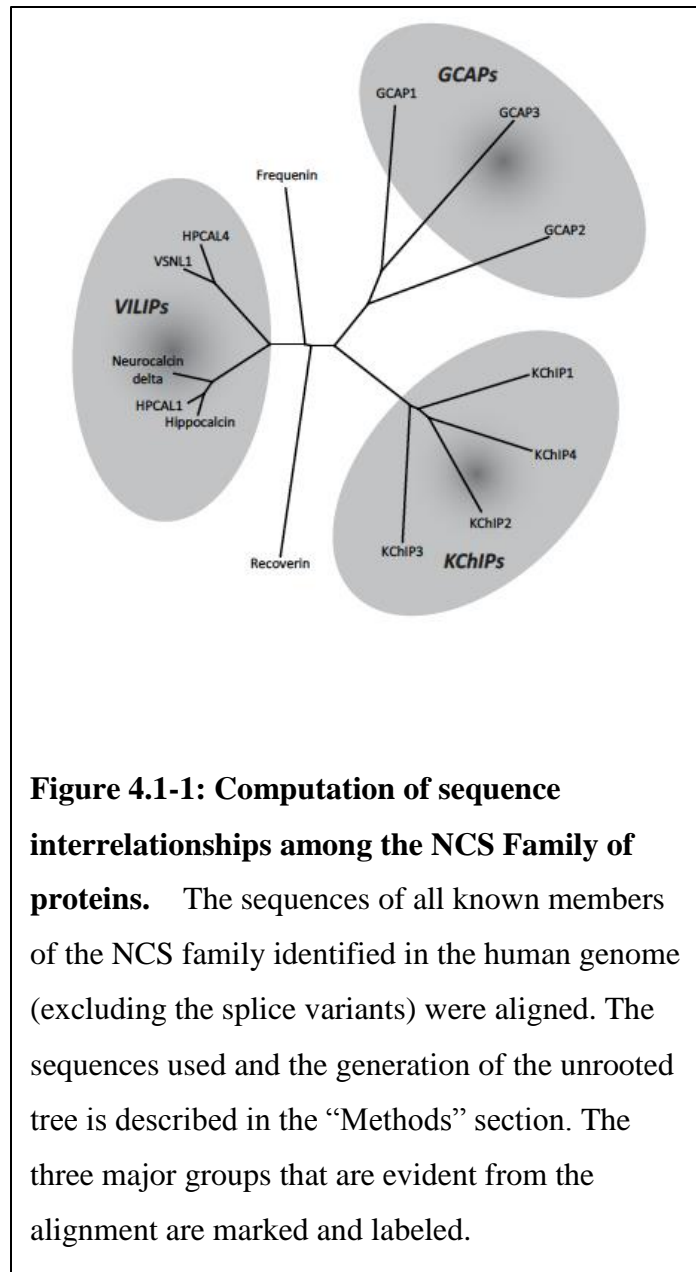 GCAPs
GCAP1
GCAP3
Frequenin
GCAP2
HPCAL4
VSNL1
VILIPs
Neurocalcin
delta
HPCAL1
Hippocalcin
KChIP1
KChIP4
KChIP2
KChIP3
KChIPs
Recoverin
Figure 4.1-1: Computation of sequence
interrelationships among the NCS Family of
proteins. The sequences of all known members
of the NCS family identified in the human genome
(excluding the splice variants) were aligned. The
sequences used and the generation of the unrooted
tree is described in the “Methods” section. The
three major groups that are evident from the
alignment are marked and labeled.